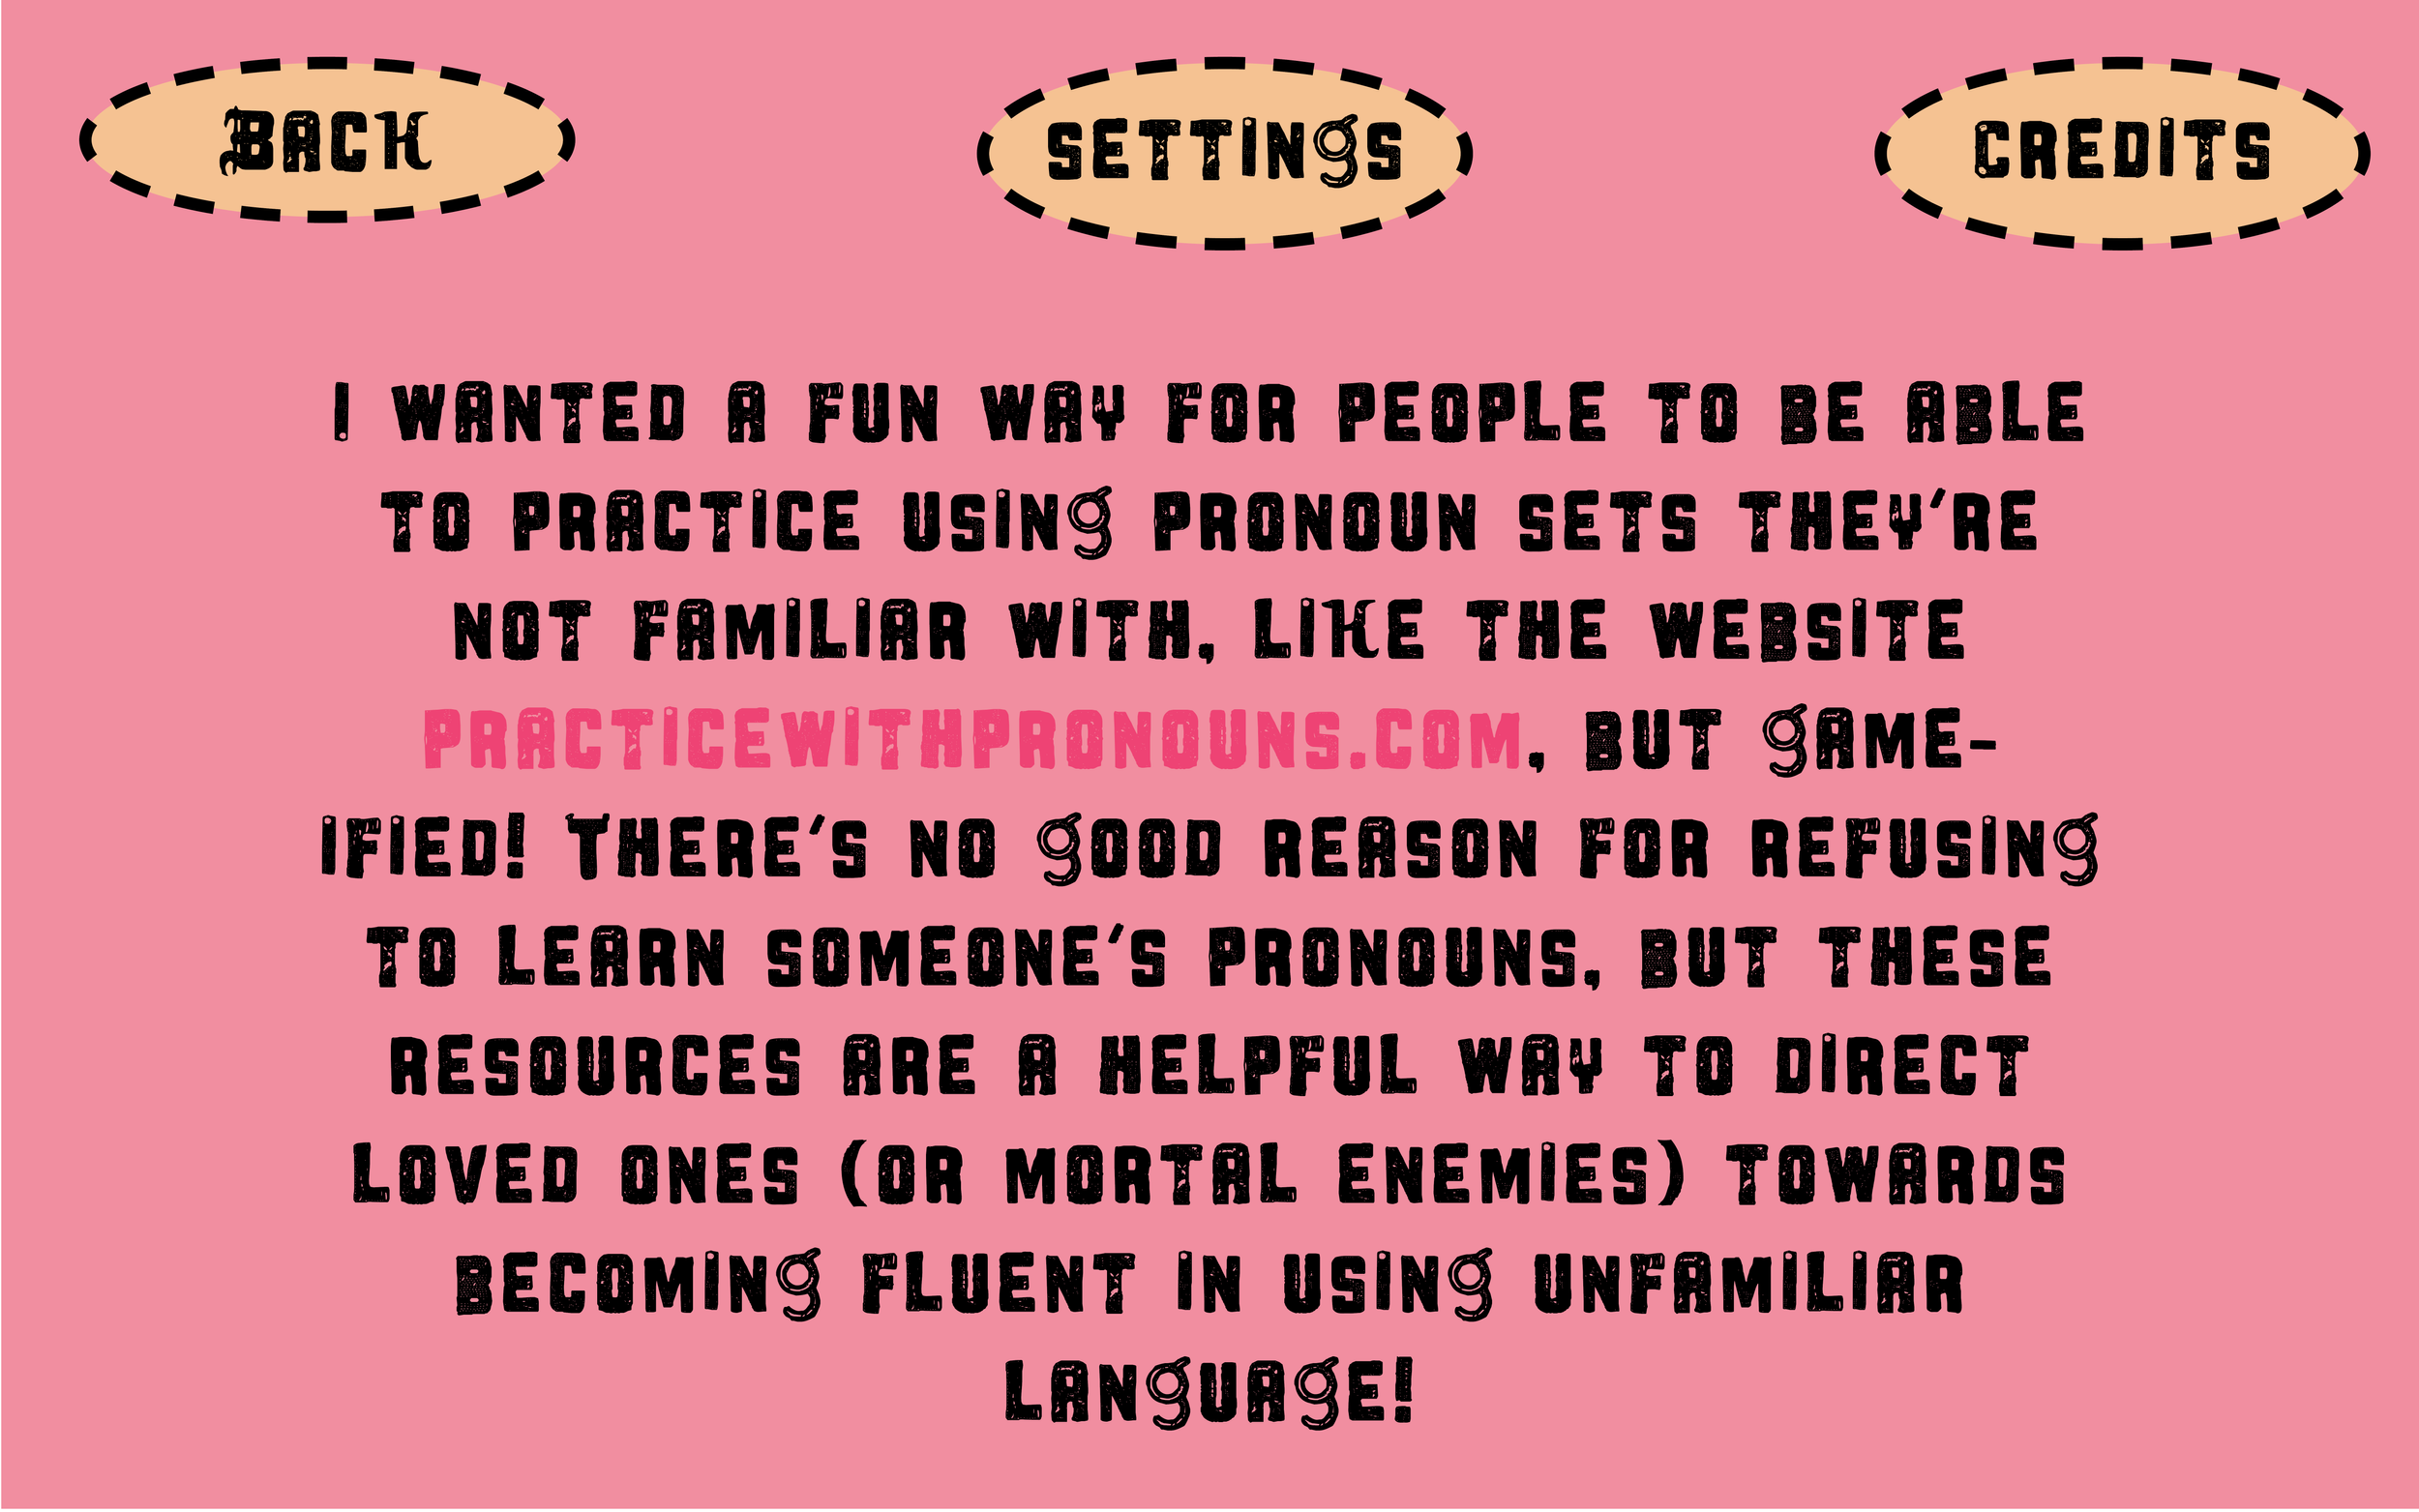 BACK
SETTINgS
CREDITS
I WANTED A FUN WAY FOR PEOPLE TO BE ABLE
TO PRACTICE USINg PRONOUN SETS THEY'RE
NOT FAMILIAR WITH, LIKE THE WEBSITE
PRACTICEWITHPRONOUNS.COM, BUT gAME-
IFIED! THERE'S NO gOOD REASON FOR REFUSINg
TO LEARN SOMEONE'S PRONOUNS, BUT THESE
RESOURCES ARE A HELPFUL WAY TO DIRECT
LOVED ONES (OR MORTAL ENEMIES) TOWARDS
BECOMINg FLUENT IN USINg UNFAMILIAR
LANgUAgE!